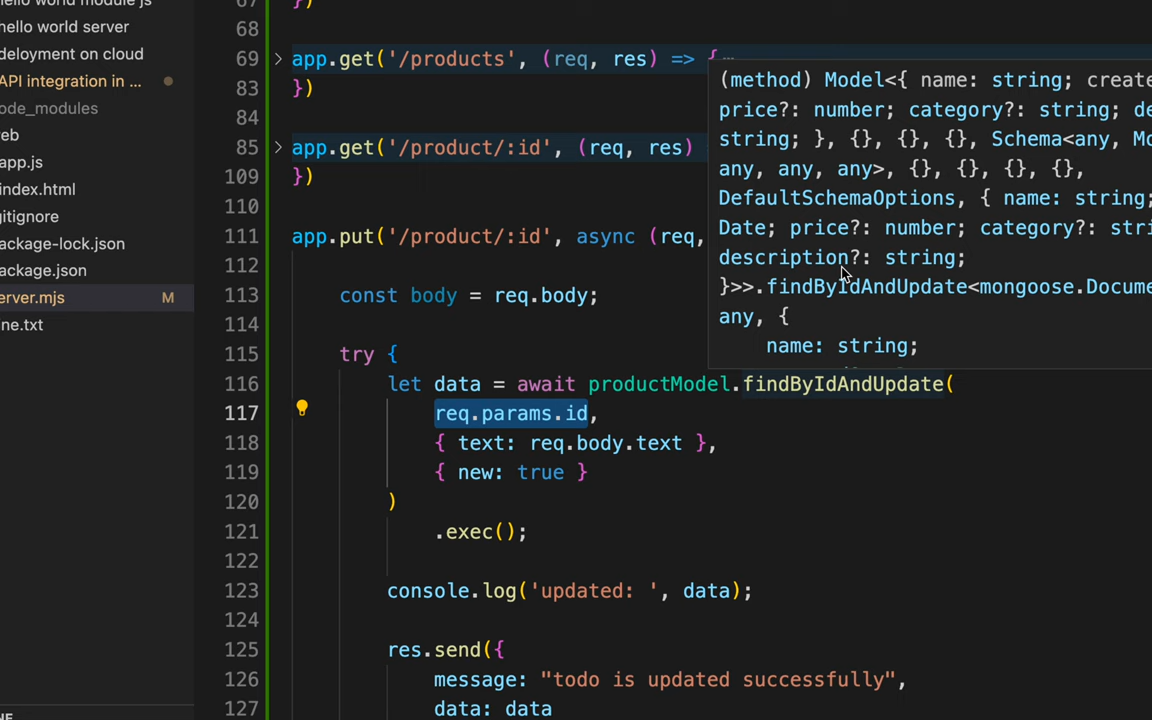 hello world module js
hello world server
deloyment on cloud
API integration in ...
ode_modules
eb
app.js
index.html
gitignore
ackage-lock.json
ackage.json
erver.mjs M
ine.txt
67 })
68
69 app.get('/products', (req, res) => {…
83 })
84
85 app.get('/product/:id', (req, res)
109 })
110
111 app.put('/product/:id', async (req,
112
113 const body = req.body;
114
115 try {
116 let data = await productModel.findByIdAndUpdate(
117 req.params.id,
118 { text: req.body.text },
119 { new: true }
120 )
121 .exec();
122
123 console.log('updated: ', data);
124
125 res.send({
126 message: "todo is updated successfully",
127 data: data
(method) Model<{ name: string; create
price?: number; category?: string; de
string; }, {}, {}, {}, Schema<any, Mo
any, any, any>, {}, {}, {}, {},
DefaultSchemaOptions, { name: string;
Date; price?: number; category?: stri
description?: string;
}>>.findByIdAndUpdate<mongoose.Docume
any, {
name: string;